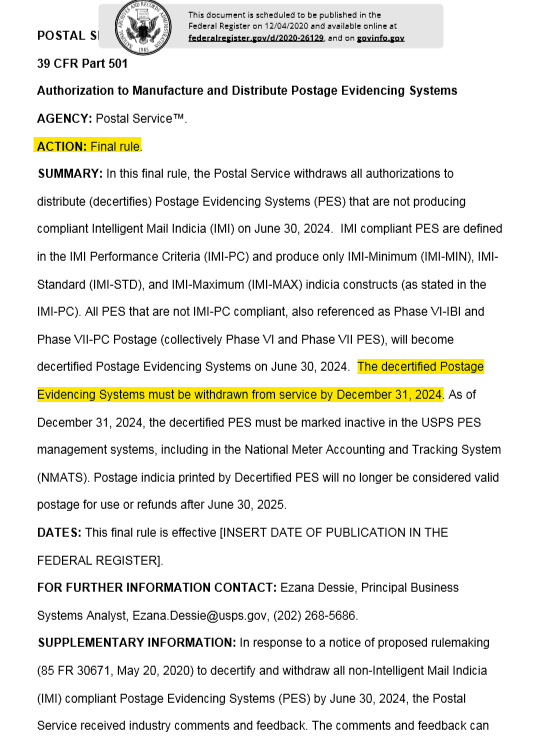 This document is scheduled to be published in the
Federal Register on 12/04/2020 and available online at
federalregister.gov/d/2020-26129, and on govinfo.gov
POSTAL S
39 CFR Part 501
Authorization to Manufacture and Distribute Postage Evidencing Systems
AGENCY: Postal Service™.
ACTION: Final rule.
SUMMARY: In this final rule, the Postal Service withdraws all authorizations to
distribute (decertifies) Postage Evidencing Systems (PES) that are not producing
compliant Intelligent Mail Indicia (IMI) on June 30, 2024. IMI compliant PES are defined
in the IMI Performance Criteria (IMI-PC) and produce only IMI-Minimum (IMI-MIN), IMI-
Standard (IMI-STD), and IMI-Maximum (IMI-MAX) indicia constructs (as stated in the
IMI-PC). All PES that are not IMI-PC compliant, also referenced as Phase VI-IBI and
Phase VII-PC Postage (collectively Phase VI and Phase VII PES), will become
decertified Postage Evidencing Systems on June 30, 2024. The decertified Postage
Evidencing Systems must be withdrawn from service by December 31, 2024. As of
December 31, 2024, the decertified PES must be marked inactive in the USPS PES
management systems, including in the National Meter Accounting and Tracking System
(NMATS). Postage indicia printed by Decertified PES will no longer be considered valid
postage for use or refunds after June 30, 2025.
DATES: This final rule is effective [INSERT DATE OF PUBLICATION IN THE
FEDERAL REGISTER].
FOR FURTHER INFORMATION CONTACT: Ezana Dessie, Principal Business
Systems Analyst, Ezana.Dessie@usps.gov, (202) 268-5686.
SUPPLEMENTARY INFORMATION: In response to a notice of proposed rulemaking
(85 FR 30671, May 20, 2020) to decertify and withdraw all non-Intelligent Mail Indicia
(IMI) compliant Postage Evidencing Systems (PES) by June 30, 2024, the Postal
Service received industry comments and feedback. The comments and feedback can